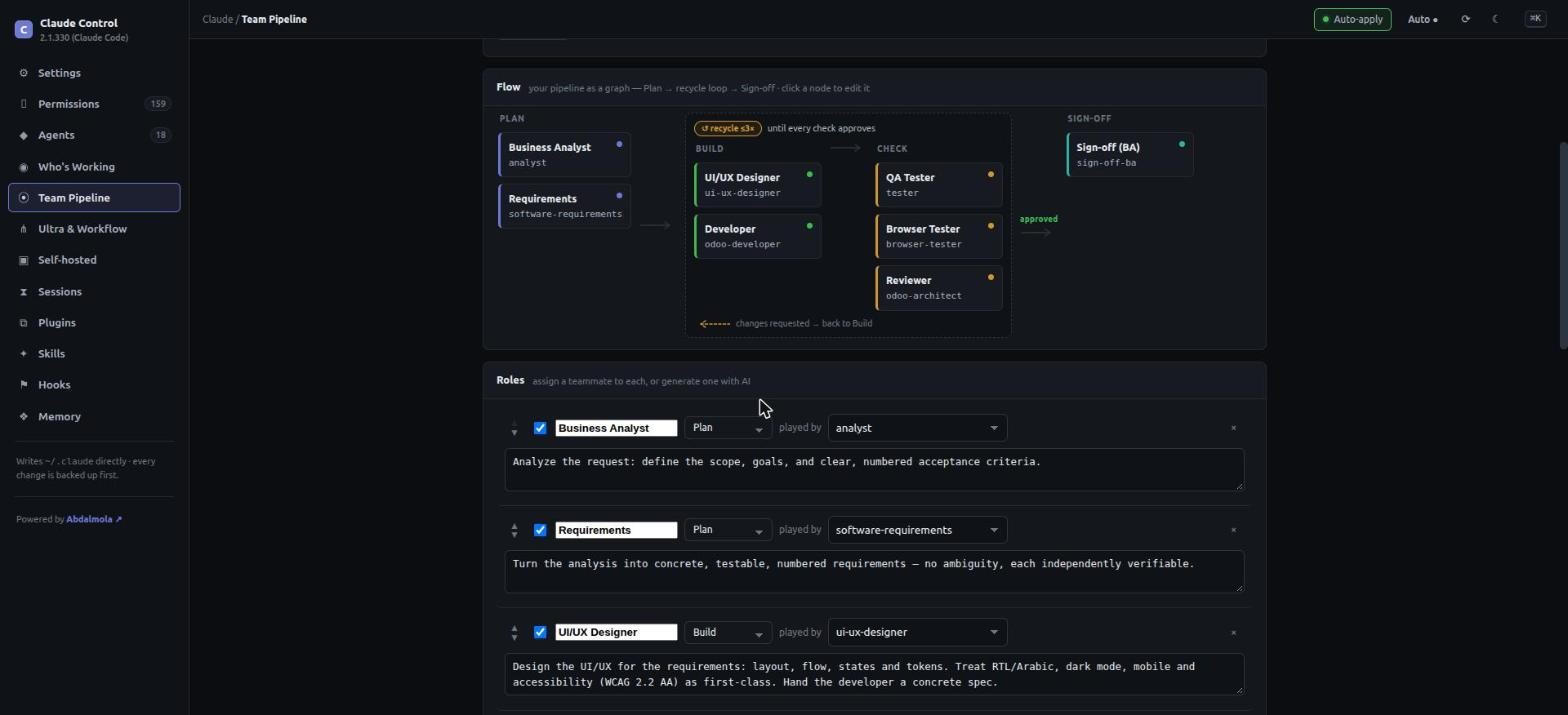 Claude Control
2.1.330 (Claude Code)
Settings
Permissions 159
Agents 18
Who's Working
Team Pipeline
Ultra & Workflow
Self-hosted
Sessions
Plugins
Skills
Hooks
Memory
Writes ~/.claude directly · every
change is backed up first.
Powered by Abdalmola ↗
Claude / Team Pipeline
Auto-apply
Auto
⌘K
Flow your pipeline as a graph — Plan → recycle loop → Sign-off · click a node to edit it
PLAN
Business Analyst
analyst
Requirements
software-requirements
↺ recycle ≤3× until every check approves
BUILD
UI/UX Designer
ui-ux-designer
Developer
odoo-developer
CHECK
QA Tester
tester
Browser Tester
browser-tester
Reviewer
odoo-architect
changes requested → back to Build
approved
SIGN-OFF
Sign-off (BA)
sign-off-ba
Roles assign a teammate to each, or generate one with AI
Business Analyst Plan played by analyst ×
Analyze the request: define the scope, goals, and clear, numbered acceptance criteria.
Requirements Plan played by software-requirements ×
Turn the analysis into concrete, testable, numbered requirements — no ambiguity, each independently verifiable.
UI/UX Designer Build played by ui-ux-designer ×
Design the UI/UX for the requirements: layout, flow, states and tokens. Treat RTL/Arabic, dark mode, mobile and
accessibility (WCAG 2.2 AA) as first-class. Hand the developer a concrete spec.